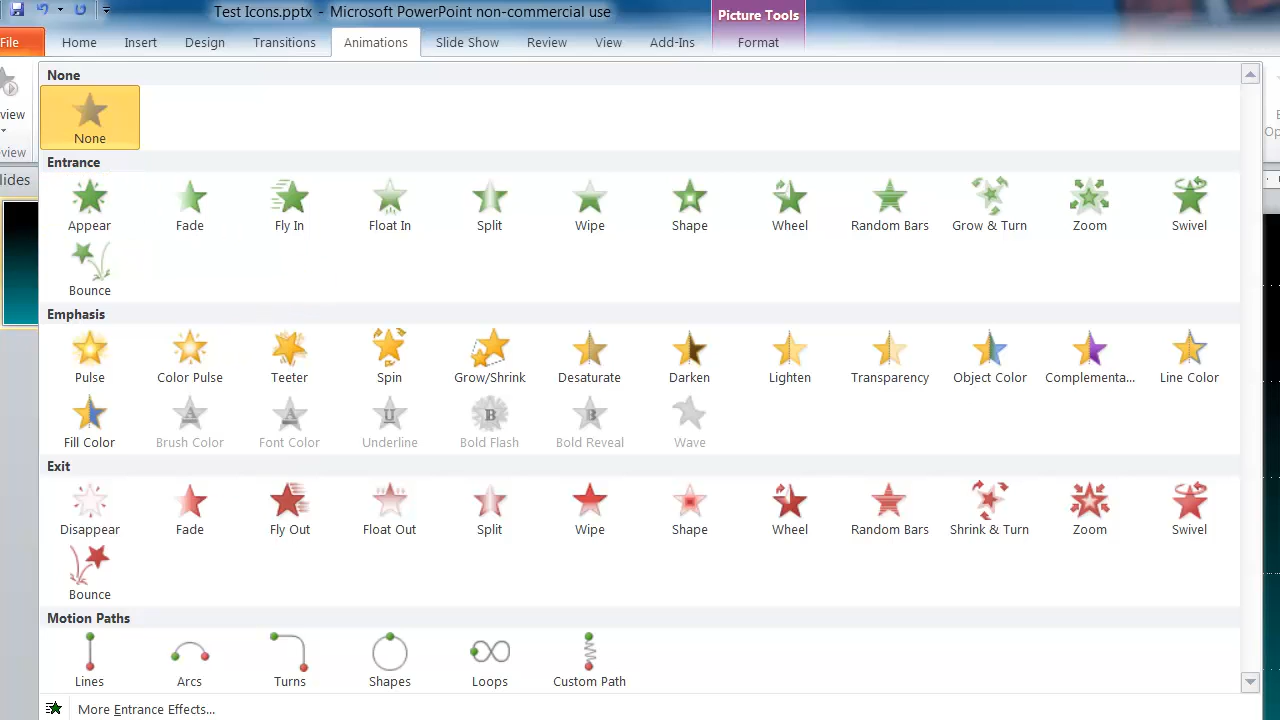 Test Icons.pptx - Microsoft PowerPoint non-commercial use
Picture Tools
File Home Insert Design Transitions Animations Slide Show Review View Add-Ins Format
None
None
view
view
lides
Op
Entrance
Appear Fade Fly In Float In Split Wipe Shape Wheel Random Bars Grow & Turn Zoom Swivel
Bounce
Emphasis
Pulse Color Pulse Teeter Spin Grow/Shrink Desaturate Darken Lighten Transparency Object Color Complementa... Line Color
A A U B B
Fill Color Brush Color Font Color Underline Bold Flash Bold Reveal Wave
Exit
Disappear Fade Fly Out Float Out Split Wipe Shape Wheel Random Bars Shrink & Turn Zoom Swivel
Bounce
Motion Paths
Lines Arcs Turns Shapes Loops Custom Path
More Entrance Effects...